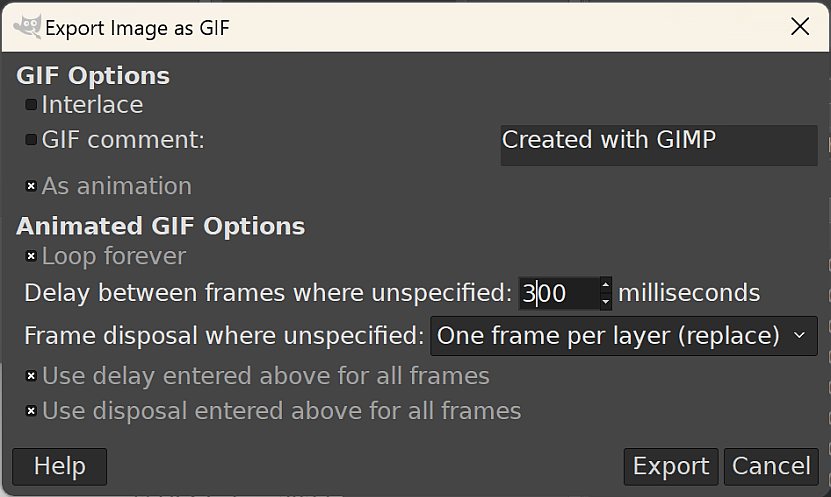 Export Image as GIF
GIF Options
Interlace
GIF comment: Created with GIMP
As animation
Animated GIF Options
Loop forever
Delay between frames where unspecified: 300 milliseconds
Frame disposal where unspecified: One frame per layer (replace)
Use delay entered above for all frames
Use disposal entered above for all frames
Help Export Cancel